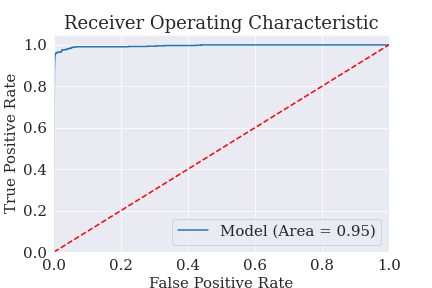 Receiver Operating Characteristic
True Positive Rate
1.0
0.8
0.6
0.4
0.2
0.0
Model (Area = 0.95)
0.0 0.2 0.4 0.6 0.8 1.0
False Positive Rate